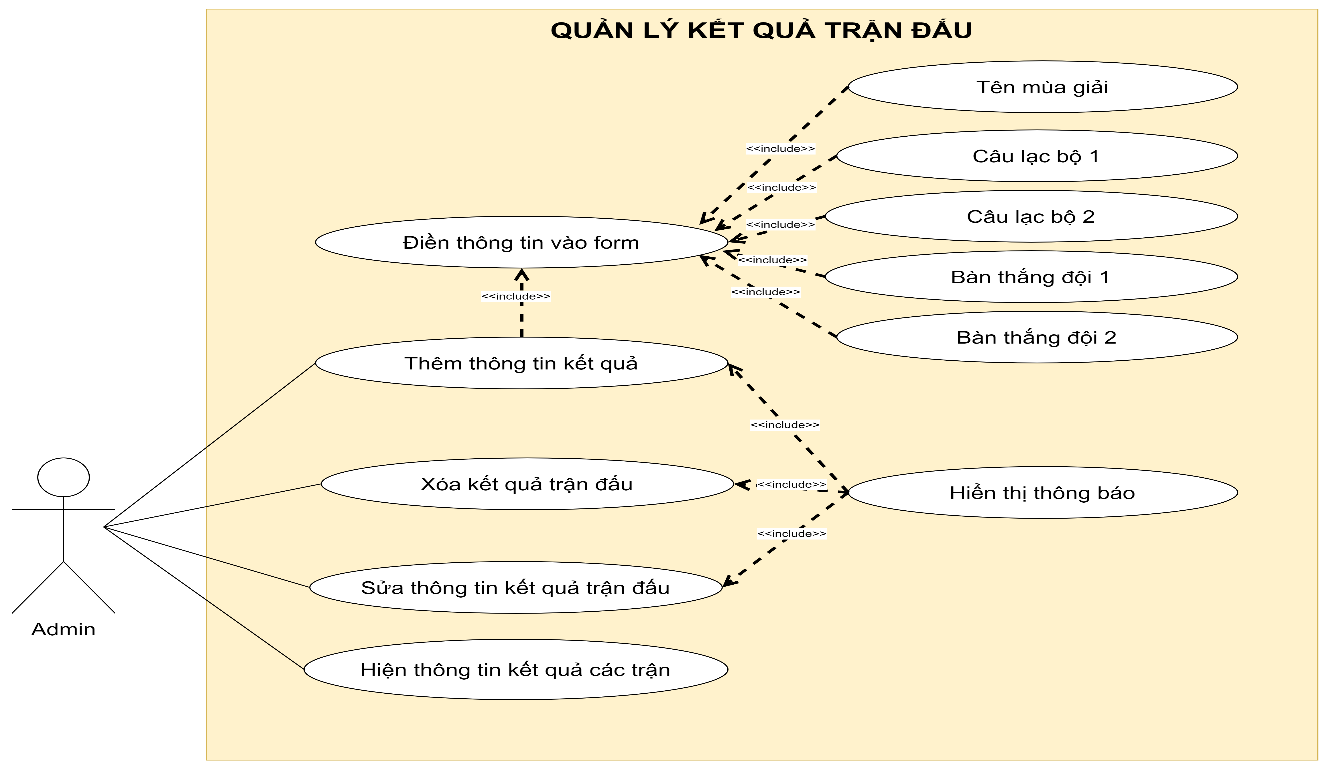 QUẢN LÝ KẾT QUẢ TRẬN ĐẤU
Tên mùa giải
<<include>>
Câu lạc bộ 1
<<include>>
Câu lạc bộ 2
<<include>>
Điền thông tin vào form
<<include>>
Bàn thắng đội 1
<<include>>
<<include>>
Bàn thắng đội 2
Thêm thông tin kết quả
<<include>>
Xóa kết quả trận đấu
<<include>>
Hiển thị thông báo
<<include>>
Sửa thông tin kết quả trận đấu
Admin
Hiện thông tin kết quả các trận